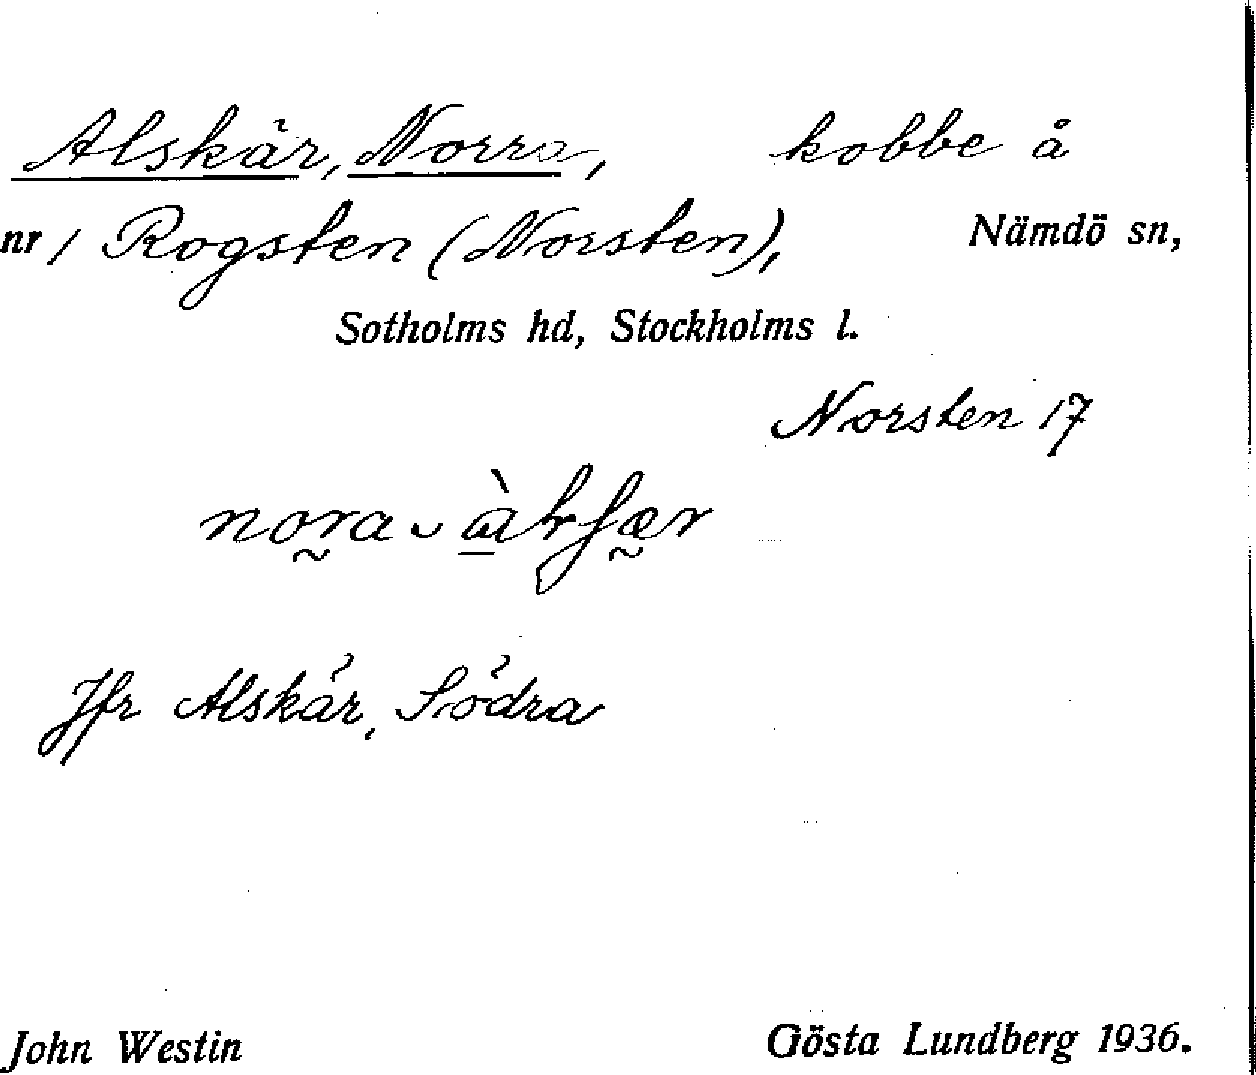 Alskär, Norra, kobbe å
nr 1 Rogsten (Norsten), Nämdö sn,
Sotholms hd, Stockholms l.
Norsten 17
Jfr Alskär, Södra
John Westin Gösta Lundberg 1936.